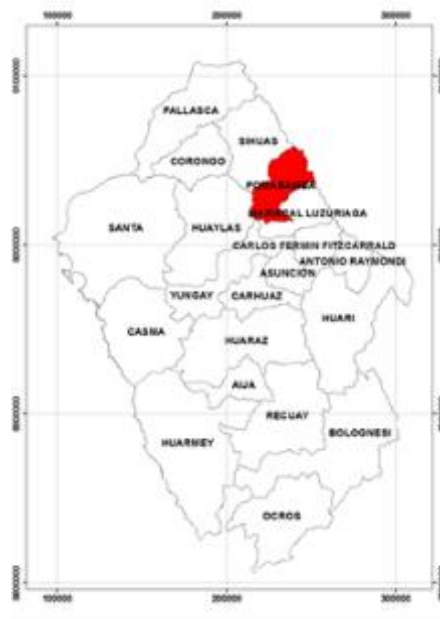 100000 200000 300000
PALLASCA
SIHUAS
CORONGO
POMABAMBA
MARISCAL LUZURIAGA
SANTA
HUAYLAS
CARLOS FERMIN FITZCARRALD
ANTONIO RAYMONDI
ASUNCION
YUNGAY
CARHUAZ
HUARI
CASMA
HUARAZ
AIJA
RECUAY
BOLOGNESI
HUARMEY
OCROS
100000 200000 300000